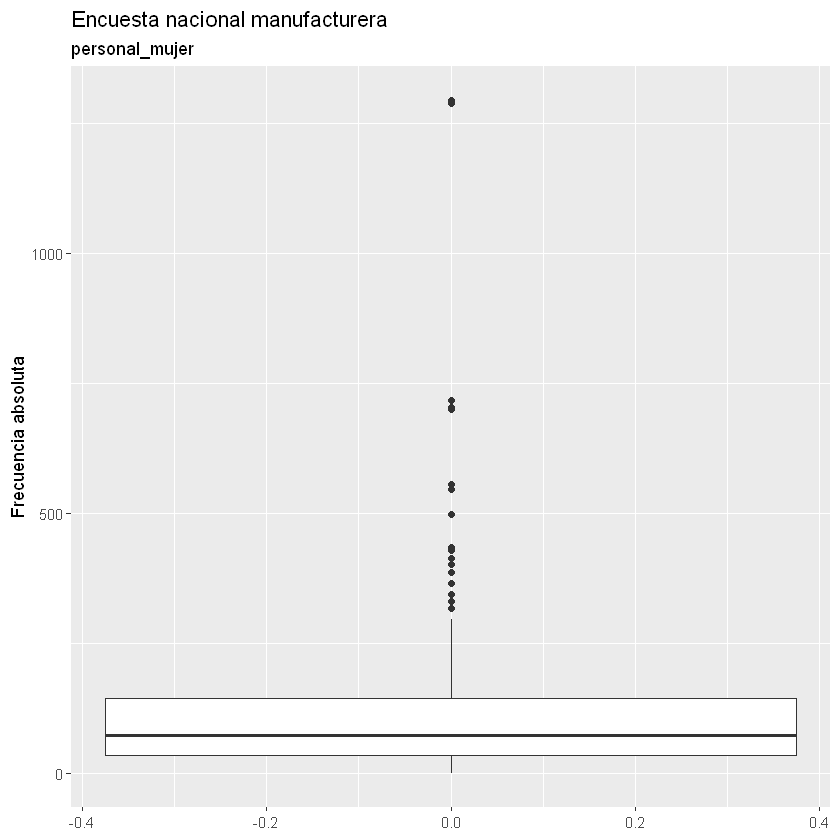 Encuesta nacional manufacturera
personal_mujer
Frecuencia absoluta
1000
500
0
-0.4 -0.2 0.0 0.2 0.4